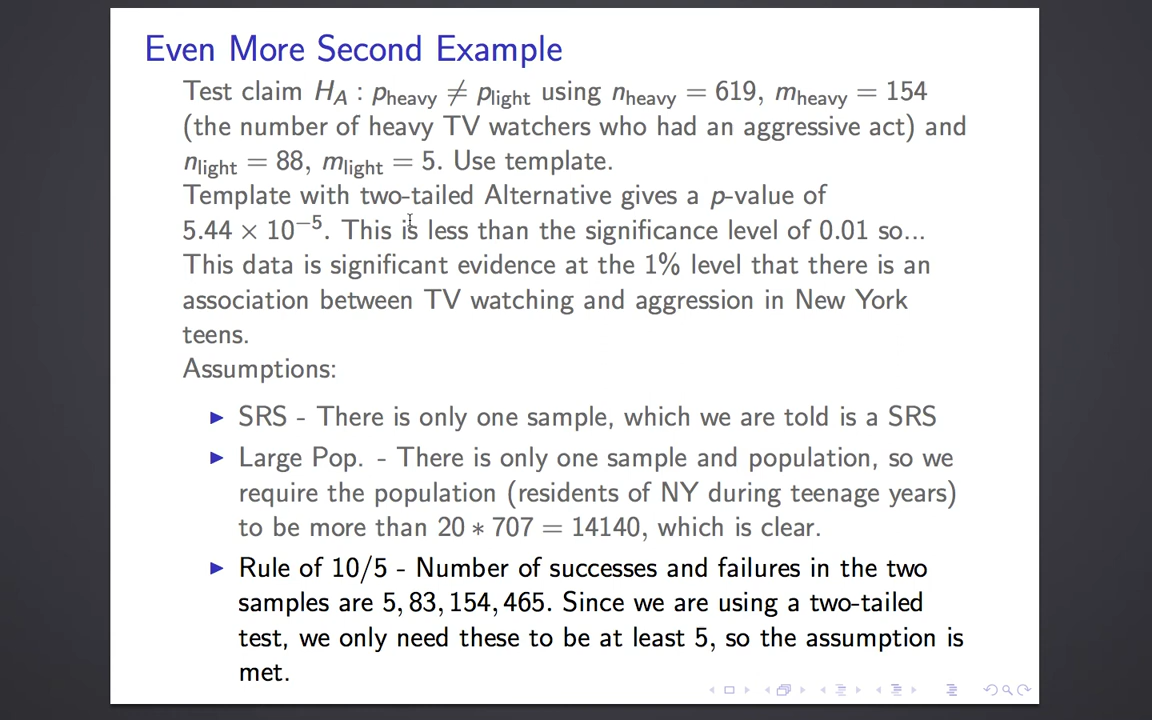 Even More Second Example
Test claim H_A : p_heavy ≠ p_light using n_heavy = 619, m_heavy = 154
(the number of heavy TV watchers who had an aggressive act) and
n_light = 88, m_light = 5. Use template.
Template with two-tailed Alternative gives a p-value of
5.44 × 10^−5. This is less than the significance level of 0.01 so...
This data is significant evidence at the 1% level that there is an
association between TV watching and aggression in New York
teens.
Assumptions:
▶ SRS - There is only one sample, which we are told is a SRS
▶ Large Pop. - There is only one sample and population, so we
require the population (residents of NY during teenage years)
to be more than 20 ∗ 707 = 14140, which is clear.
▶ Rule of 10/5 - Number of successes and failures in the two
samples are 5, 83, 154, 465. Since we are using a two-tailed
test, we only need these to be at least 5, so the assumption is
met.